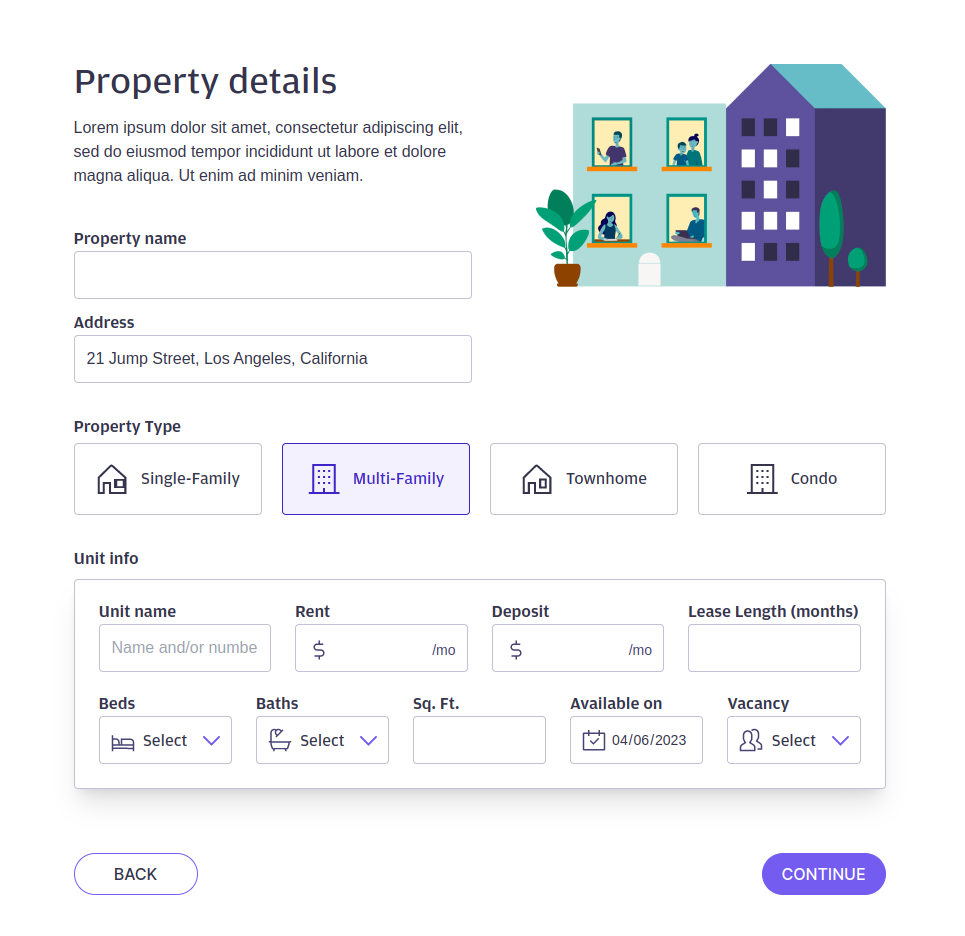 Property details
Lorem ipsum dolor sit amet, consectetur adipiscing elit,
sed do eiusmod tempor incididunt ut labore et dolore
magna aliqua. Ut enim ad minim veniam.
Property name
Address
21 Jump Street, Los Angeles, California
Property Type
Single-Family Multi-Family Townhome Condo
Unit info
Unit name Rent Deposit Lease Length (months)
Name and/or numbe $ /mo $ /mo
Beds Baths Sq. Ft. Available on Vacancy
Select Select 04/06/2023 Select
BACK CONTINUE